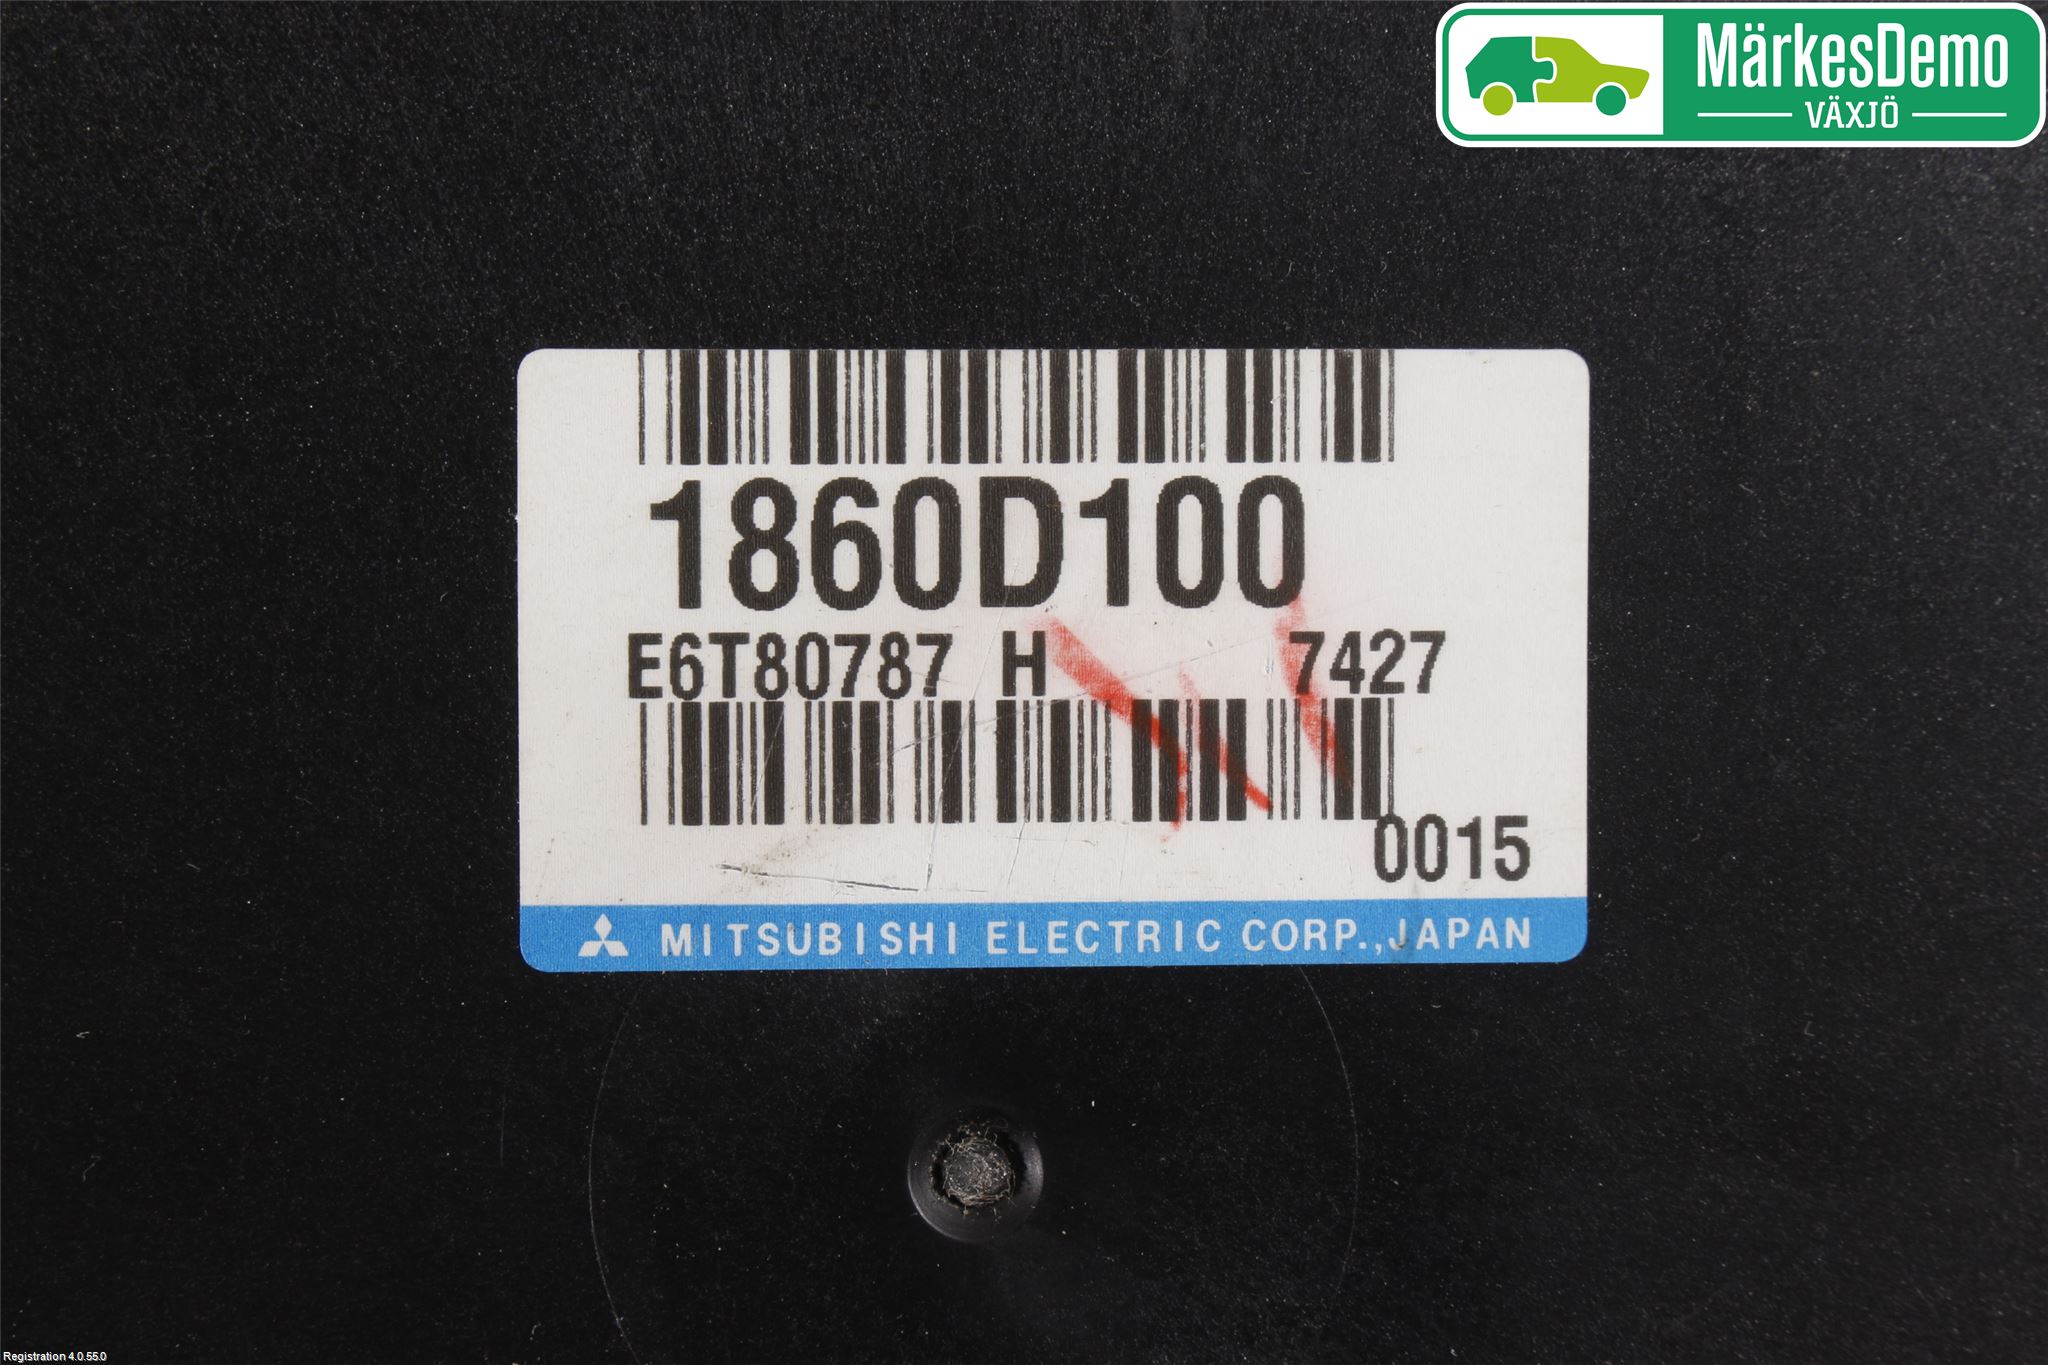 MärkesDemo
VÄXJÖ
1860D100
E6T80787 H 7427
0015
MITSUBISHI ELECTRIC CORP.,JAPAN
Registration 4.0.55.0